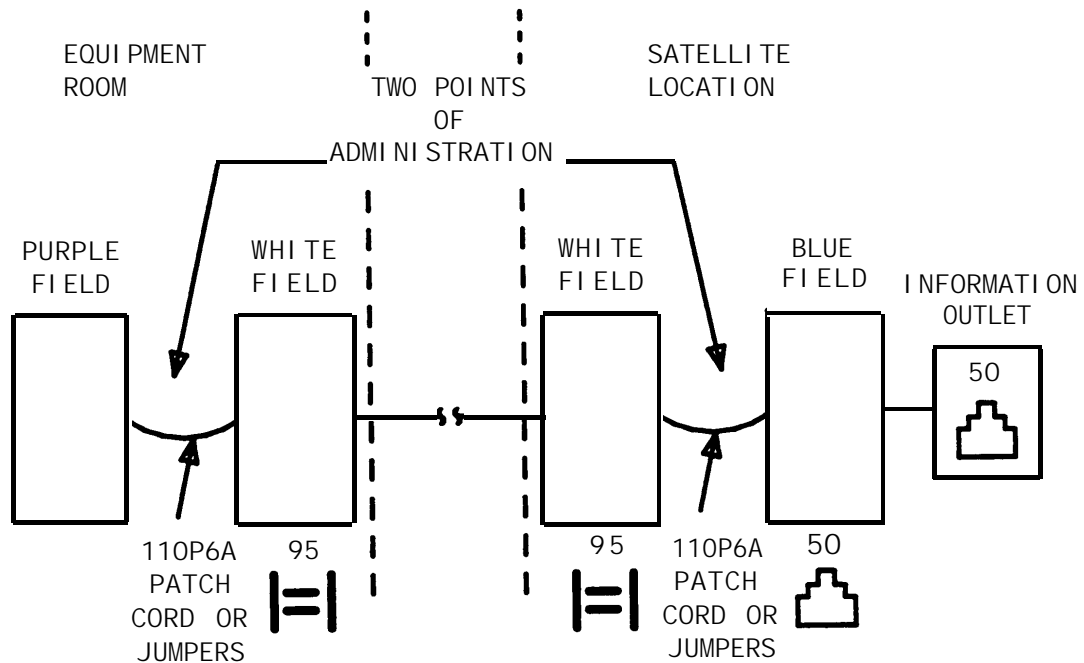 EQUIPMENT
ROOM
TWO POINTS
OF
ADMINISTRATION
SATELLITE
LOCATION
PURPLE
FIELD
WHITE
FIELD
WHITE
FIELD
BLUE
FIELD
INFORMATION
OUTLET
50
110P6A
PATCH
CORD OR
JUMPERS
95
95
110P6A
PATCH
CORD OR
JUMPERS
50